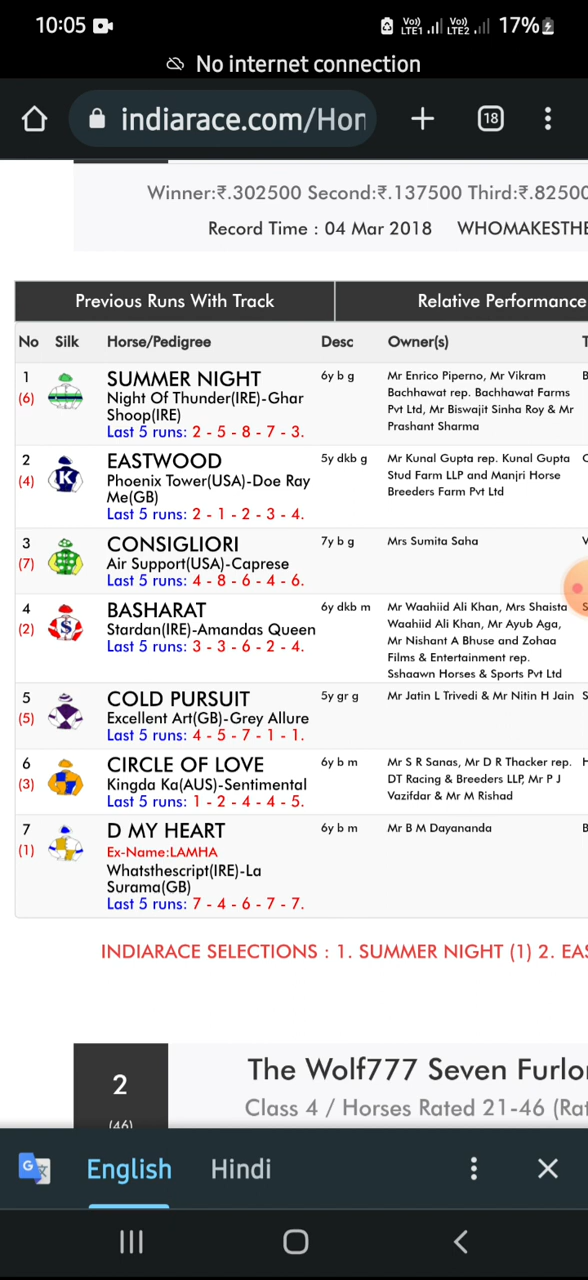 10:05
Vo)) LTE1 Vo)) LTE2 17%
No internet connection
indiarace.com/Hor
18
Winner:₹.302500 Second:₹.137500 Third:₹.82500
Record Time : 04 Mar 2018 WHOMAKESTHE
Previous Runs With Track Relative Performance
No Silk Horse/Pedigree Desc Owner(s) T
1 SUMMER NIGHT 6y b g Mr Enrico Piperno, Mr Vikram B
(6) Night Of Thunder(IRE)-Ghar Bachhawat rep. Bachhawat Farms
Shoop(IRE) Pvt Ltd, Mr Biswajit Sinha Roy & Mr
Last 5 runs: 2 - 5 - 8 - 7 - 3. Prashant Sharma
2 EASTWOOD 5y dkb g Mr Kunal Gupta rep. Kunal Gupta
(4) K Phoenix Tower(USA)-Doe Ray Stud Farm LLP and Manjri Horse
Me(GB) Breeders Farm Pvt Ltd
Last 5 runs: 2 - 1 - 2 - 3 - 4.
3 CONSIGLIORI 7y b g Mrs Sumita Saha V
(7) Air Support(USA)-Caprese
Last 5 runs: 4 - 8 - 6 - 4 - 6.
4 BASHARAT 6y dkb m Mr Waahiid Ali Khan, Mrs Shaista S
(2) S Stardan(IRE)-Amandas Queen Waahiid Ali Khan, Mr Ayub Aga,
Last 5 runs: 3 - 3 - 6 - 2 - 4. Mr Nishant A Bhuse and Zohaa
Films & Entertainment rep.
Sshaawn Horses & Sports Pvt Ltd
5 COLD PURSUIT 5y gr g Mr Jatin L Trivedi & Mr Nitin H Jain S
(5) Excellent Art(GB)-Grey Allure
Last 5 runs: 4 - 5 - 7 - 1 - 1.
6 CIRCLE OF LOVE 6y b m Mr S R Sanas, Mr D R Thacker rep. H
(3) Kingda Ka(AUS)-Sentimental DT Racing & Breeders LLP, Mr P J
Last 5 runs: 1 - 2 - 4 - 4 - 5. Vazifdar & Mr M Rishad
7 D MY HEART 6y b m Mr B M Dayananda B
(1) Ex-Name:LAMHA
Whatsthescript(IRE)-La
Surama(GB)
Last 5 runs: 7 - 4 - 6 - 7 - 7.
INDIARACE SELECTIONS : 1. SUMMER NIGHT (1) 2. EAS
2 The Wolf777 Seven Furlo
(46) Class 4 / Horses Rated 21-46 (Rat
English Hindi